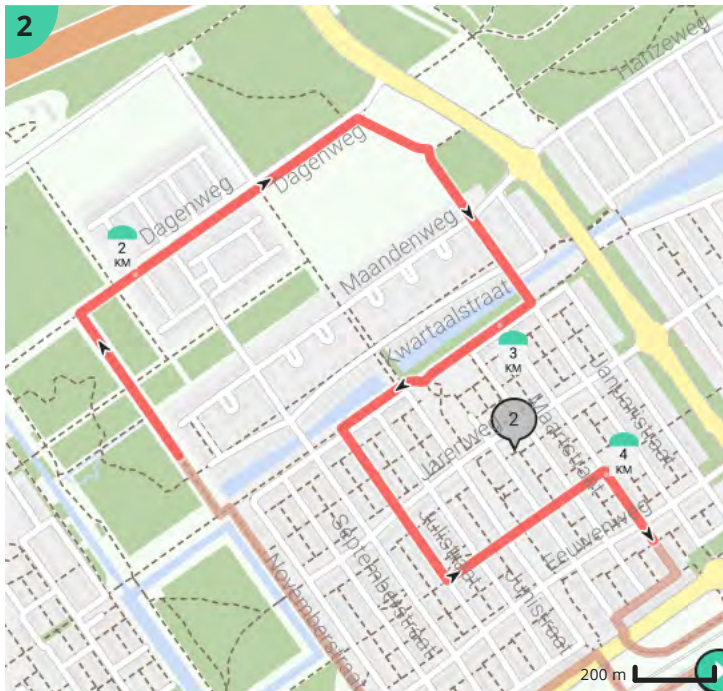 2
Hanzeweg
Dagenweg
Dagenweg
2
KM
Maandenweg
Kwartaalstraat
3
KM
Januaristraat
Maartstraat
2
Jarenweg
4
KM
Eeuwenweg
Julistraat
Septemberstraat
Junistraat
Novemberstraat
200 m